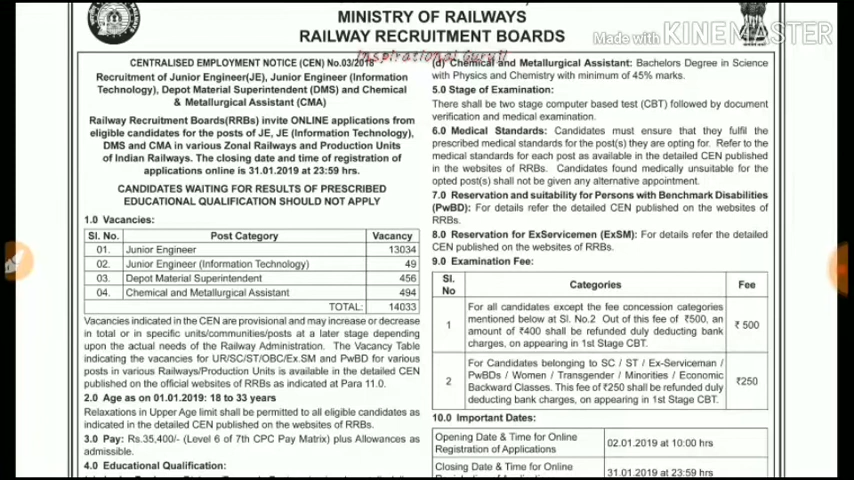 MINISTRY OF RAILWAYS
RAILWAY RECRUITMENT BOARDS
Made with KINEMASTER
CENTRALISED EMPLOYMENT NOTICE (CEN) No.03/2018
Recruitment of Junior Engineer(JE), Junior Engineer (Information
Technology), Depot Material Superintendent (DMS) and Chemical
& Metallurgical Assistant (CMA)
Railway Recruitment Boards(RRBs) invite ONLINE applications from
eligible candidates for the posts of JE, JE (Information Technology),
DMS and CMA in various Zonal Railways and Production Units
of Indian Railways. The closing date and time of registration of
applications online is 31.01.2019 at 23:59 hrs.
CANDIDATES WAITING FOR RESULTS OF PRESCRIBED
EDUCATIONAL QUALIFICATION SHOULD NOT APPLY
1.0 Vacancies:
Sl. No. Post Category Vacancy
01. Junior Engineer 13034
02. Junior Engineer (Information Technology) 49
03. Depot Material Superintendent 456
04. Chemical and Metallurgical Assistant 494
TOTAL: 14033
Vacancies indicated in the CEN are provisional and may increase or decrease
in total or in specific units/communities/posts at a later stage depending
upon the actual needs of the Railway Administration. The Vacancy Table
indicating the vacancies for UR/SC/ST/OBC/Ex.SM and PwBD for various
posts in various Railways/Production Units is available in the detailed CEN
published on the official websites of RRBs as indicated at Para 11.0.
2.0 Age as on 01.01.2019: 18 to 33 years
Relaxations in Upper Age limit shall be permitted to all eligible candidates as
indicated in the detailed CEN published on the websites of RRBs.
3.0 Pay: Rs.35,400/- (Level 6 of 7th CPC Pay Matrix) plus Allowances as
admissible.
4.0 Educational Qualification:
(d) Chemical and Metallurgical Assistant: Bachelors Degree in Science
with Physics and Chemistry with minimum of 45% marks.
5.0 Stage of Examination:
There shall be two stage computer based test (CBT) followed by document
verification and medical examination.
6.0 Medical Standards: Candidates must ensure that they fulfil the
prescribed medical standards for the post(s) they are opting for. Refer to the
medical standards for each post as available in the detailed CEN published
in the websites of RRBs. Candidates found medically unsuitable for the
opted post(s) shall not be given any alternative appointment.
7.0 Reservation and suitability for Persons with Benchmark Disabilities
(PwBD): For details refer the detailed CEN published on the websites of
RRBs.
8.0 Reservation for ExServicemen (ExSM): For details refer the detailed
CEN published on the websites of RRBs.
9.0 Examination Fee:
Sl. No Categories Fee
1 For all candidates except the fee concession categories
mentioned below at Sl. No.2 Out of this fee of ₹500, an
amount of ₹400 shall be refunded duly deducting bank
charges, on appearing in 1st Stage CBT. ₹ 500
2 For Candidates belonging to SC / ST / Ex-Serviceman /
PwBDs / Women / Transgender / Minorities / Economic
Backward Classes. This fee of ₹250 shall be refunded duly
deducting bank charges, on appearing in 1st Stage CBT. ₹250
10.0 Important Dates:
Opening Date & Time for Online
Registration of Applications 02.01.2019 at 10:00 hrs
Closing Date & Time for Online 31.01.2019 at 23:59 hrs